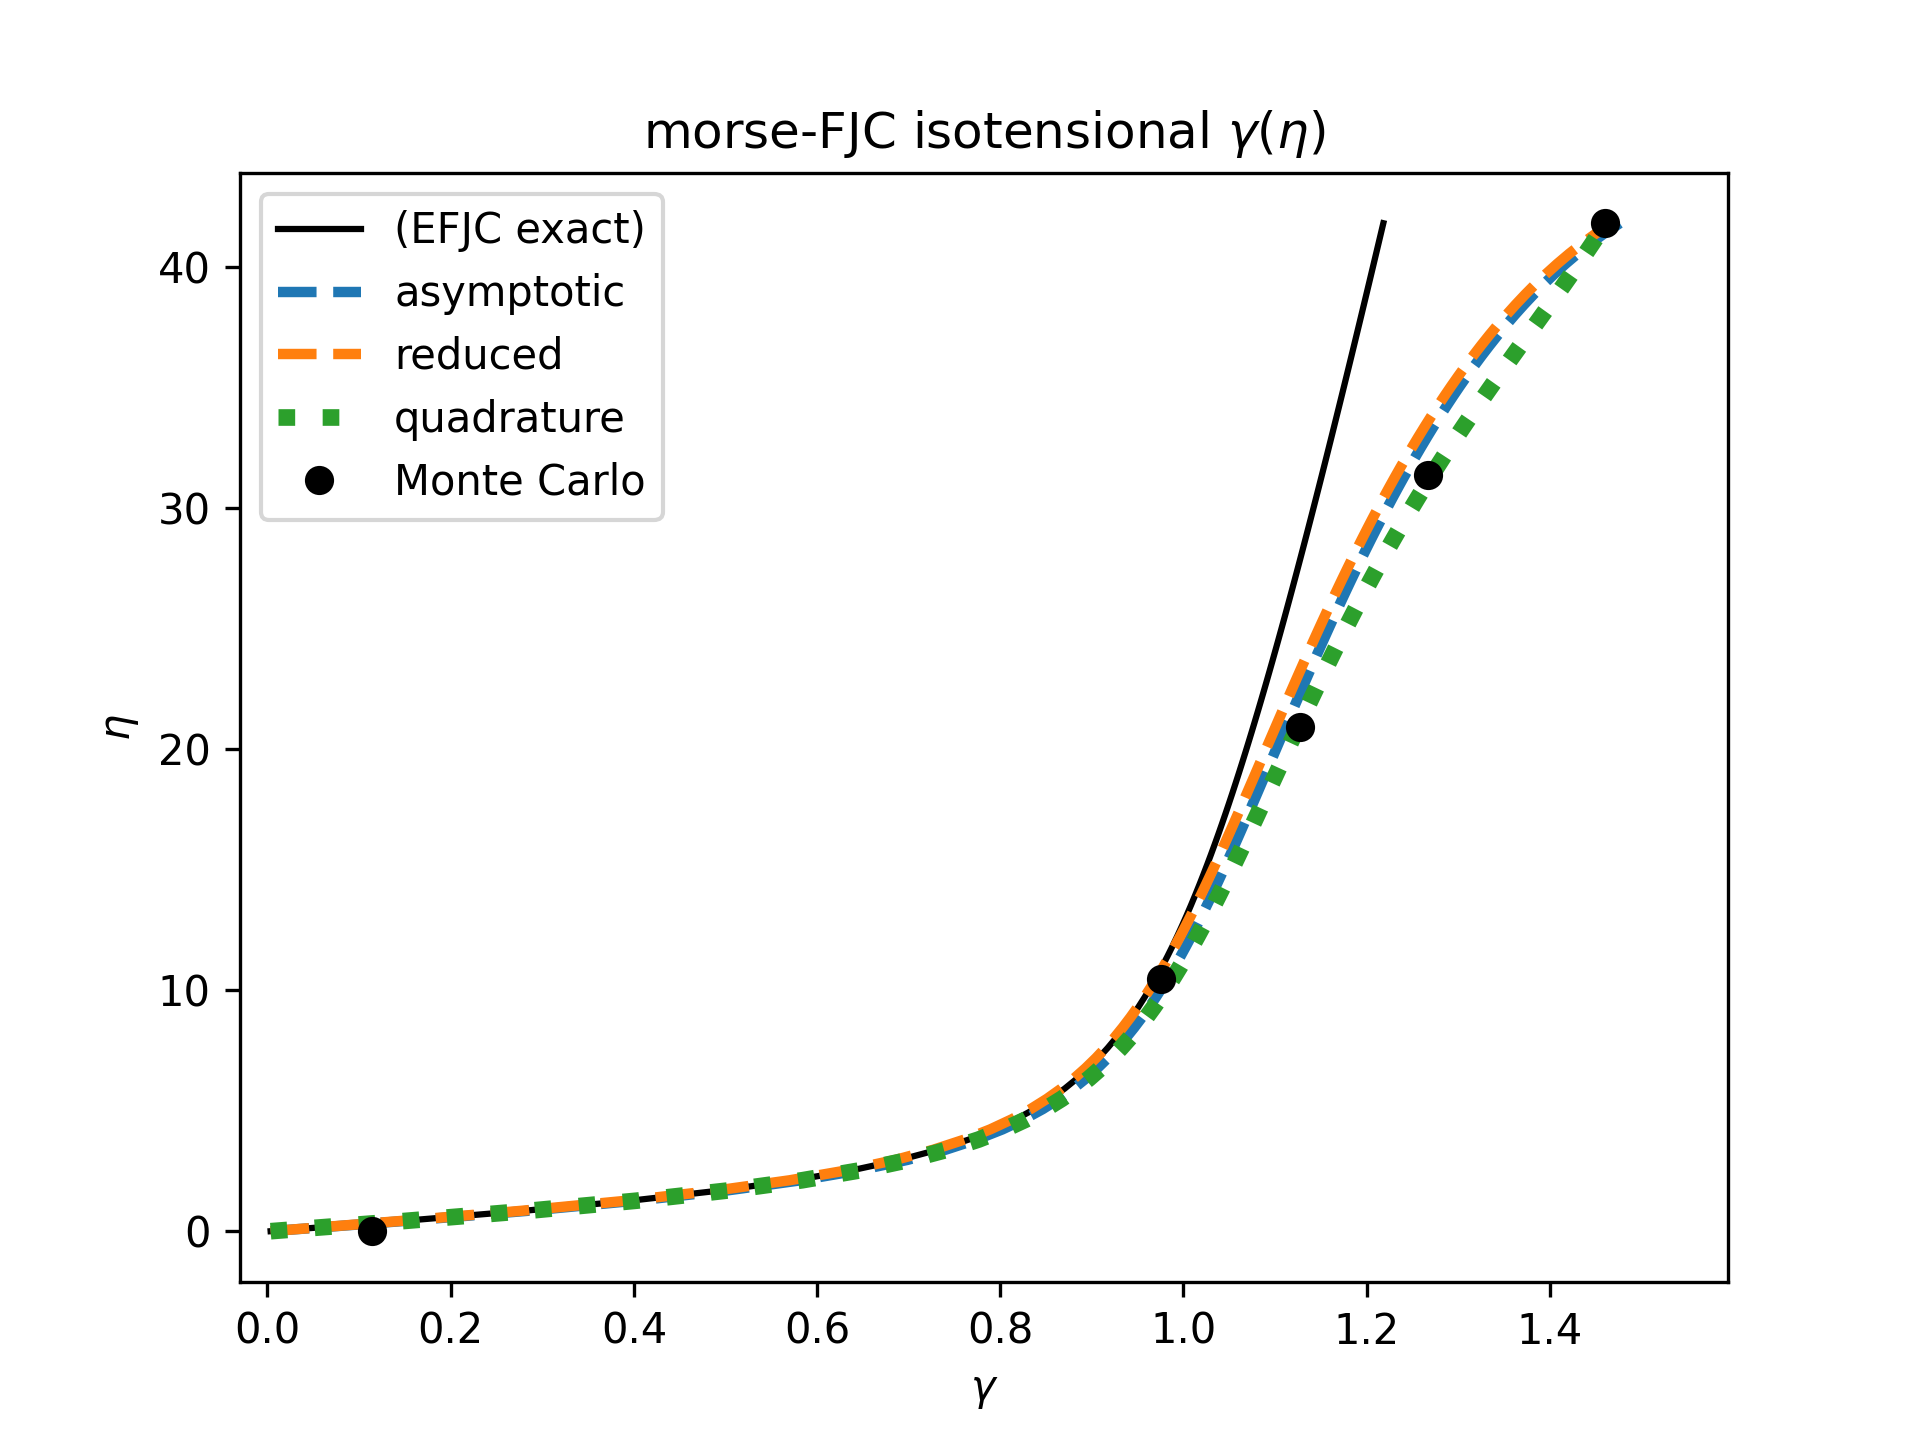 morse-FJC isotensional γ(η)
(EFJC exact)
asymptotic
reduced
quadrature
Monte Carlo
40
30
20
10
0
η
0.0 0.2 0.4 0.6 0.8 1.0 1.2 1.4
γ